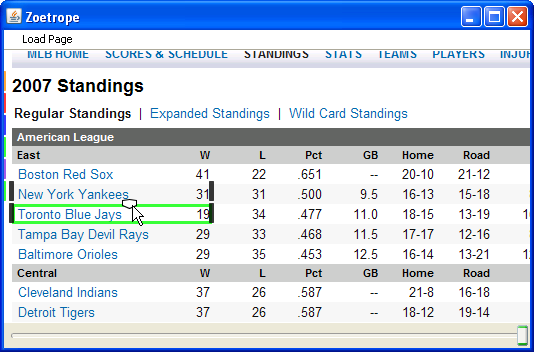 Zoetrope
Load Page
MLB HOME SCORES & SCHEDULE STANDINGS STATS TEAMS PLAYERS
2007 Standings
Regular Standings | Expanded Standings | Wild Card Standings
American League
East W L Pct GB Home Road
Boston Red Sox 41 22 .651 -- 20-10 21-12
New York Yankees 31 31 .500 9.5 16-13 15-18
Toronto Blue Jays 19 34 .477 11.0 18-15 13-19
Tampa Bay Devil Rays 29 33 .468 11.5 17-17 12-16
Baltimore Orioles 29 35 .453 12.5 16-14 13-21
Central W L Pct GB Home Road
Cleveland Indians 37 26 .587 -- 21-8 16-18
Detroit Tigers 37 26 .587 -- 18-12 19-14